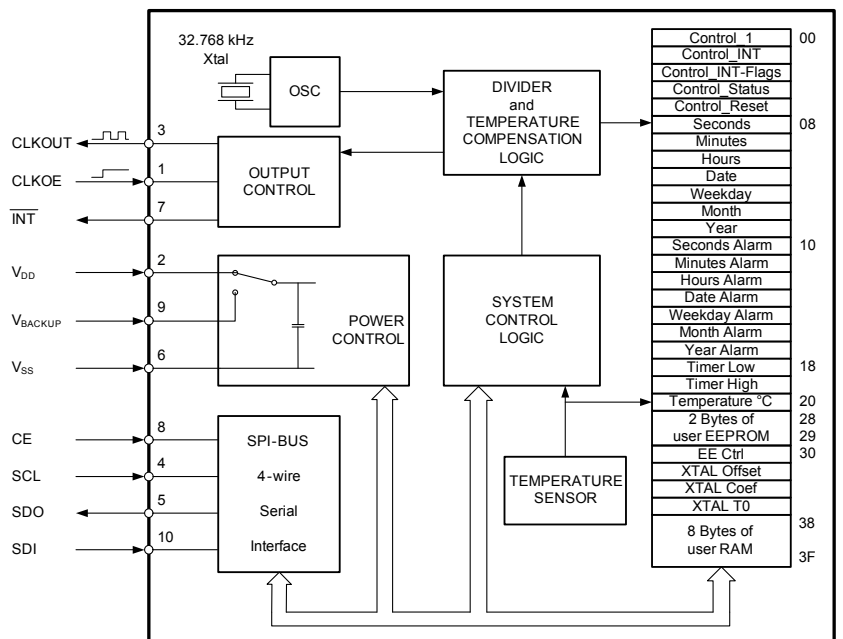 32.768 kHz
Xtal
OSC
DIVIDER
and
TEMPERATURE
COMPENSATION
LOGIC
CLKOUT
3
CLKOE
1
INT
7
OUTPUT
CONTROL
VDD
2
VBACKUP
9
VSS
6
POWER
CONTROL
SYSTEM
CONTROL
LOGIC
CE
8
SCL
4
SDO
5
SDI
10
SPI-BUS
4-wire
Serial
Interface
TEMPERATURE
SENSOR
Control_1 00
Control_INT
Control_INT-Flags
Control_Status
Control_Reset
Seconds 08
Minutes
Hours
Date
Weekday
Month
Year
Seconds Alarm 10
Minutes Alarm
Hours Alarm
Date Alarm
Weekday Alarm
Month Alarm
Year Alarm
Timer Low 18
Timer High
Temperature °C 20
2 Bytes of 28
user EEPROM 29
EE Ctrl 30
XTAL Offset
XTAL Coef
XTAL T0
38
8 Bytes of
user RAM
3F